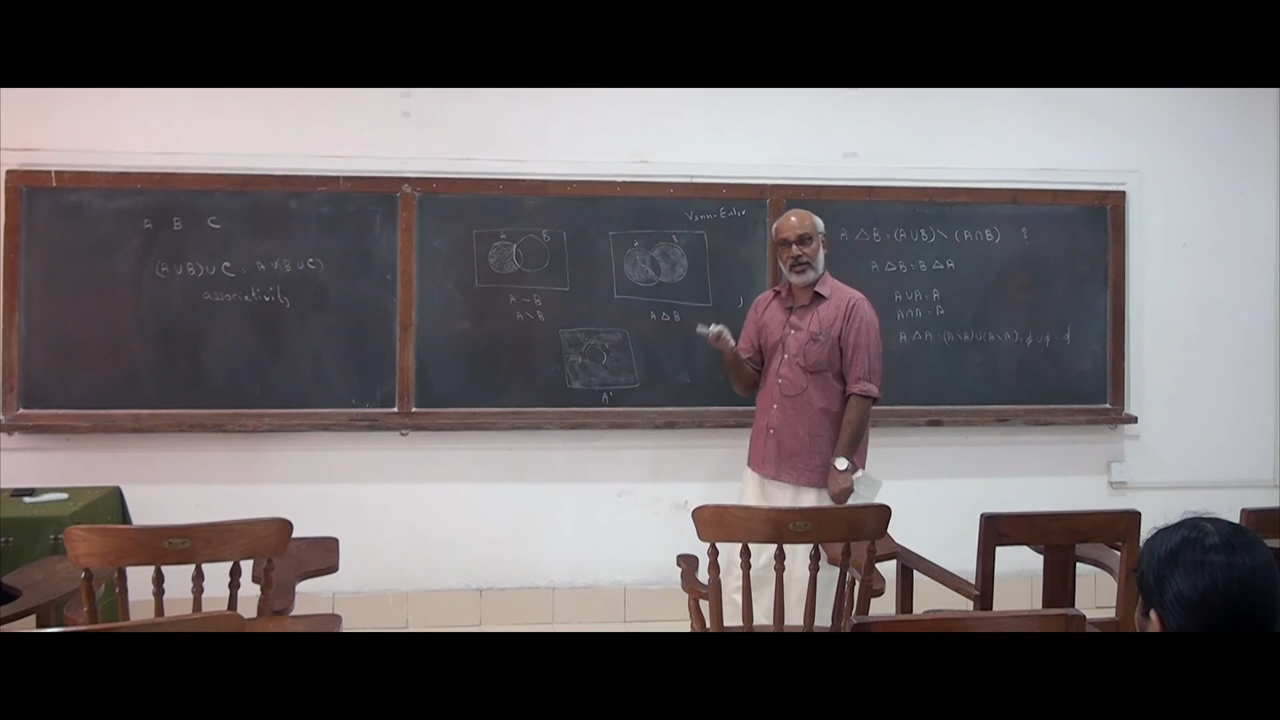 A B C
(A ∪ B) ∪ C = A ∪ (B ∪ C)
associativity
Venn-Euler
A B
A − B
A \ B
A B
A △ B
A'
A △ B = (A ∪ B) \ (A ∩ B) ?
A △ B = B △ A
A ∪ A = A
A ∩ A = A
A △ A = (A \ A) ∪ (A \ A) = ϕ ∪ ϕ = ϕ